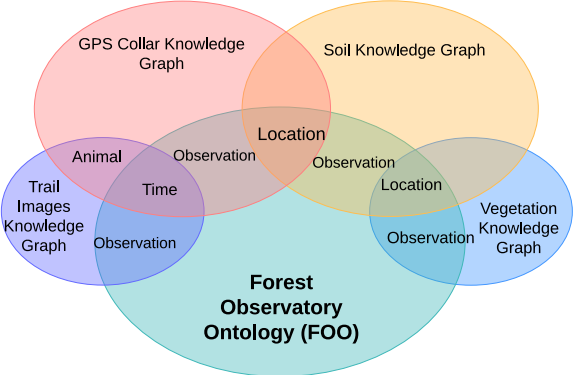 GPS Collar Knowledge
Graph
Soil Knowledge Graph
Location
Animal
Observation
Observation
Time
Location
Trail
Images
Knowledge
Graph
Observation
Vegetation
Knowledge
Graph
Observation
Forest
Observatory
Ontology (FOO)